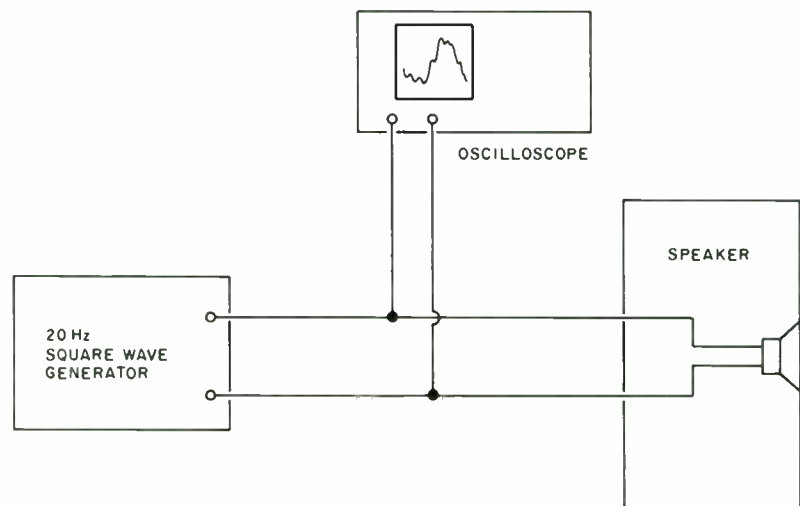 OSCILLOSCOPE
SPEAKER
20 Hz
SQUARE WAVE
GENERATOR